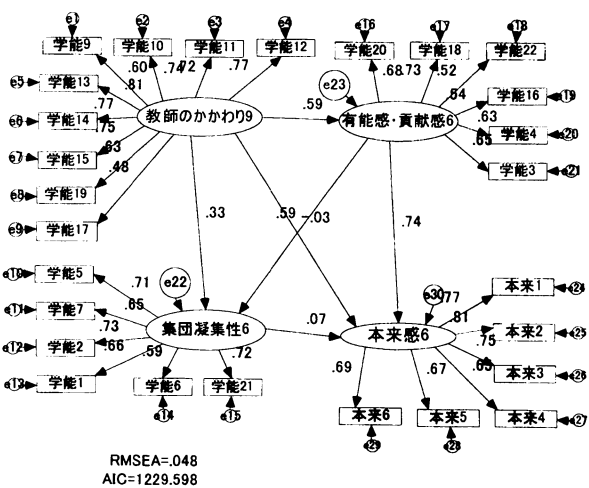 e1 e2 e3 e4 e16 e17 e18
学能9 学能10 学能11 学能12 学能20 学能18 学能22
.60 .74 .72 .77 .68 .73 .52
e5 学能13 .81 e23 .54 学能16 e19
.77 教師のかかわり9 .59 有能感・貢献感6 .63
e6 学能14 .75 .65 学能4 e20
e7 学能15 .63
.48 学能3 e21
e8 学能19
e9 学能17 .33 .59 -.03 .74
e10 学能5 .71 e22 e30 .77 本来1 e24
.65 .81
e11 学能7 .73 集団凝集性6 .07 本来感6 .75 本来2 e25
e12 学能2 .66 .65
.59 .72 .69 .67 本来3 e26
e13 学能1 学能6 学能21
e14 e15 本来6 本来5 本来4 e27
e29 e28
RMSEA=.048
AIC=1229.598